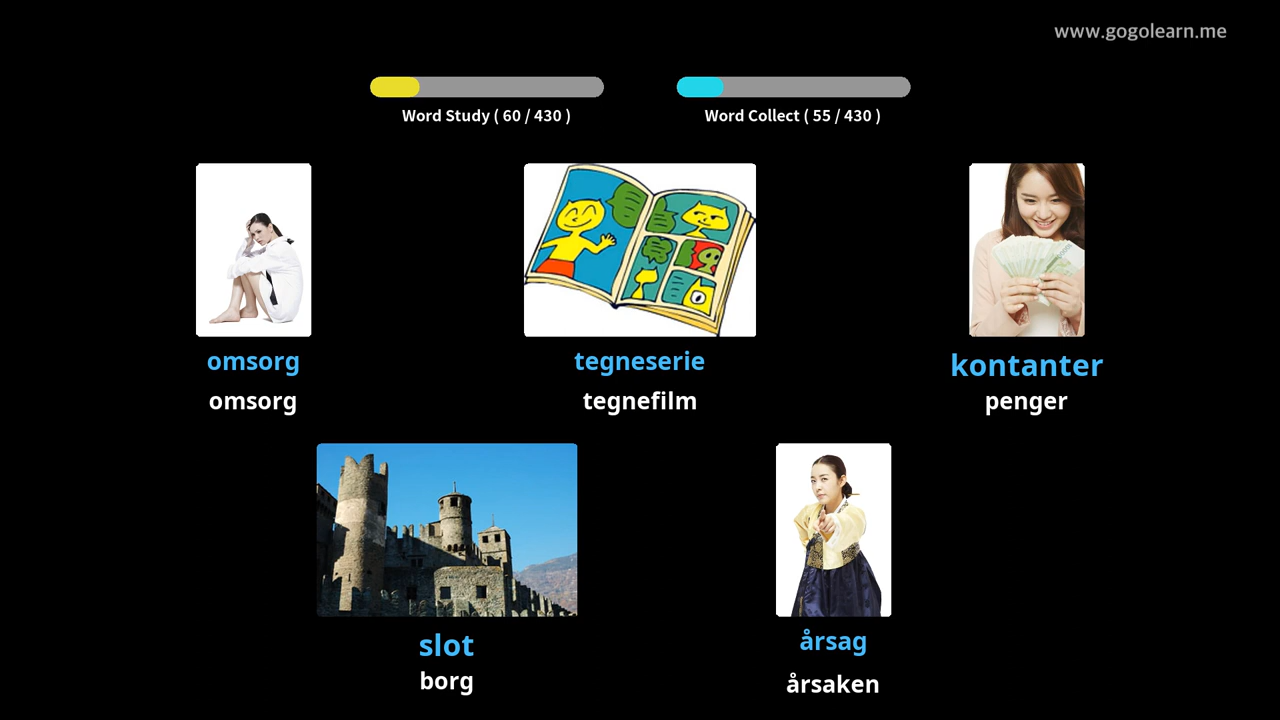 www.gogolearn.me
Word Study ( 60 / 430 )
Word Collect ( 55 / 430 )
omsorg
omsorg
tegneserie
tegnefilm
kontanter
penger
slot
borg
årsag
årsaken